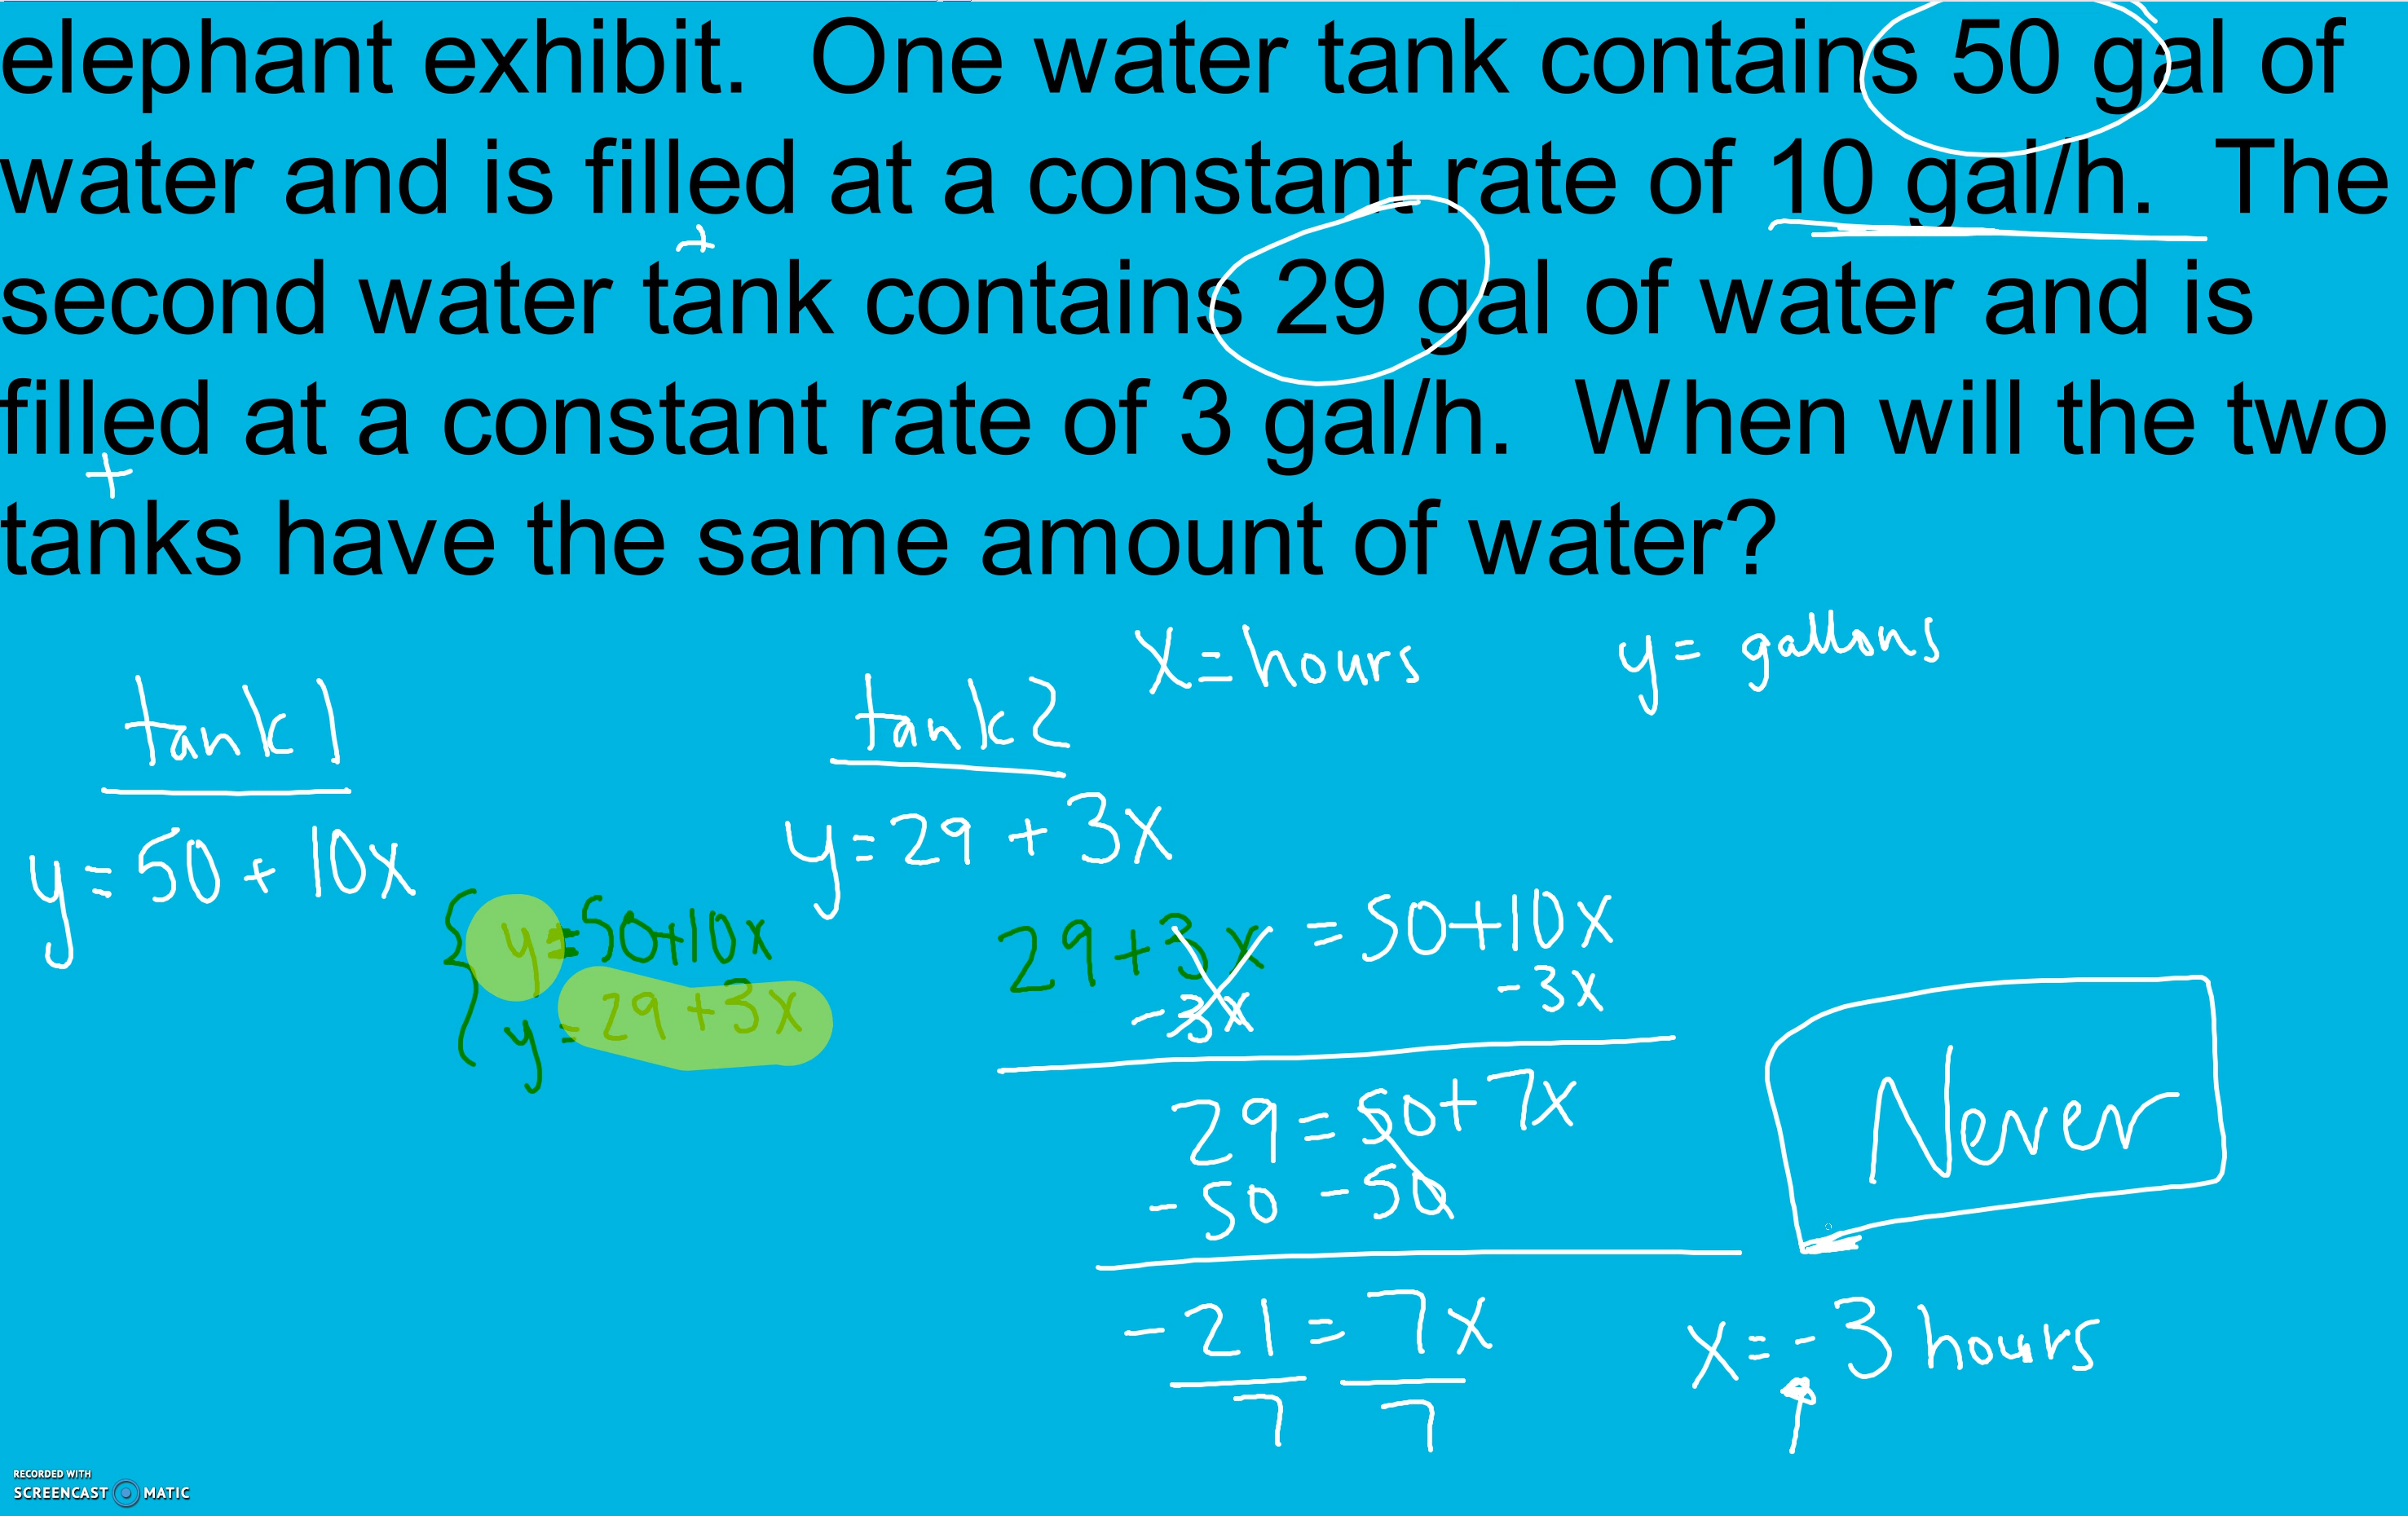 elephant exhibit. One water tank contains 50 gal of
water and is filled at a constant rate of 10 gal/h. The
+
second water tank contains 29 gal of water and is
filled at a constant rate of 3 gal/h. When will the two
+
tanks have the same amount of water?
x = hours
y = gallons
tank 1
y = 50 + 10x
tank 2
y = 29 + 3x
{ y = 50+10x
y = 29+3x
29+3x = 50+10x
-3x -3x
29 = 50+7x
-50 -50
-21 = 7x
7 7
x = -3 hours
Never
RECORDED WITH
SCREENCAST MATIC